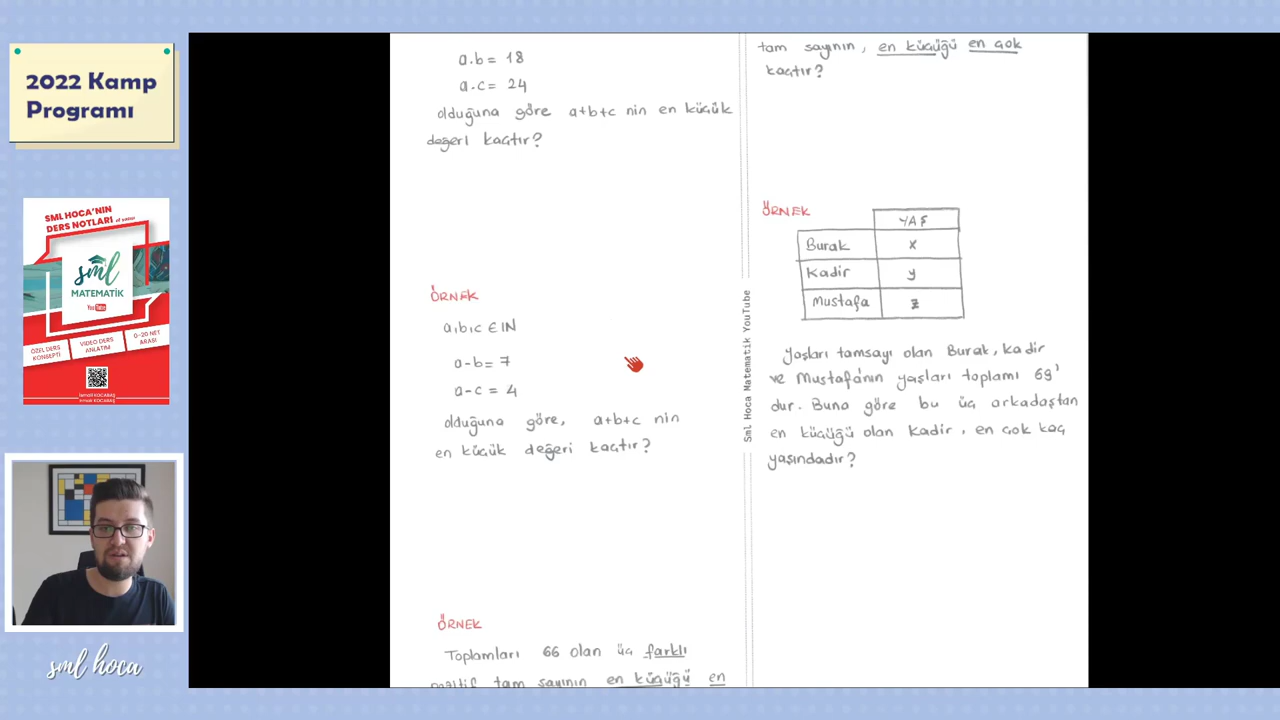 2022 Kamp
Programı
SML HOCA'NIN
DERS NOTLARI
sml
MATEMATİK
YouTube
ÖZEL DERS
KONSEPTİ
VIDEO DERS
ANLATIM
0-20 NET
ARASI
sml hoca
a.b = 18
a.c = 24
olduğuna göre a+b+c nin en küçük
değeri kaçtır?
ÖRNEK
a,b,c ∈ IN
a-b = 7
a-c = 4
olduğuna göre, a+b+c nin
en küçük değeri kaçtır?
ÖRNEK
Toplamları 66 olan üç farklı
pozitif tam sayının en küçüğü en
Sml Hoca Matematik YouTube
tam sayının, en küçüğü en çok
kaçtır?
ÖRNEK
YAŞ
Burak x
Kadir y
Mustafa z
Yaşları tamsayı olan Burak, Kadir
ve Mustafa'nın yaşları toplamı 69'
dur. Buna göre bu üç arkadaştan
en küçüğü olan Kadir, en çok kaç
yaşındadır?